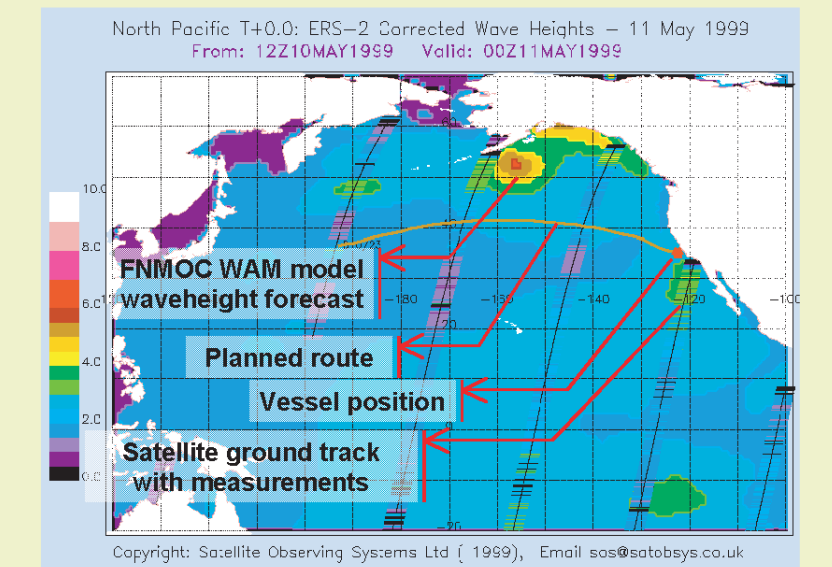 North Pacific T+0.0: ERS-2 Corrected Wave Heights - 11 May 1999
From: 12Z10MAY1999 Valid: 00Z11MAY1999
10.0
8.0
6.0
4.0
2.0
0.0
60
40
20
-20
-180
-140
-120
-100
FNMOC WAM model
waveheight forecast
Planned route
Vessel position
Satellite ground track
with measurements
Copyright: Satellite Observing Systems Ltd ( 1999), Email sos@satobsys.co.uk